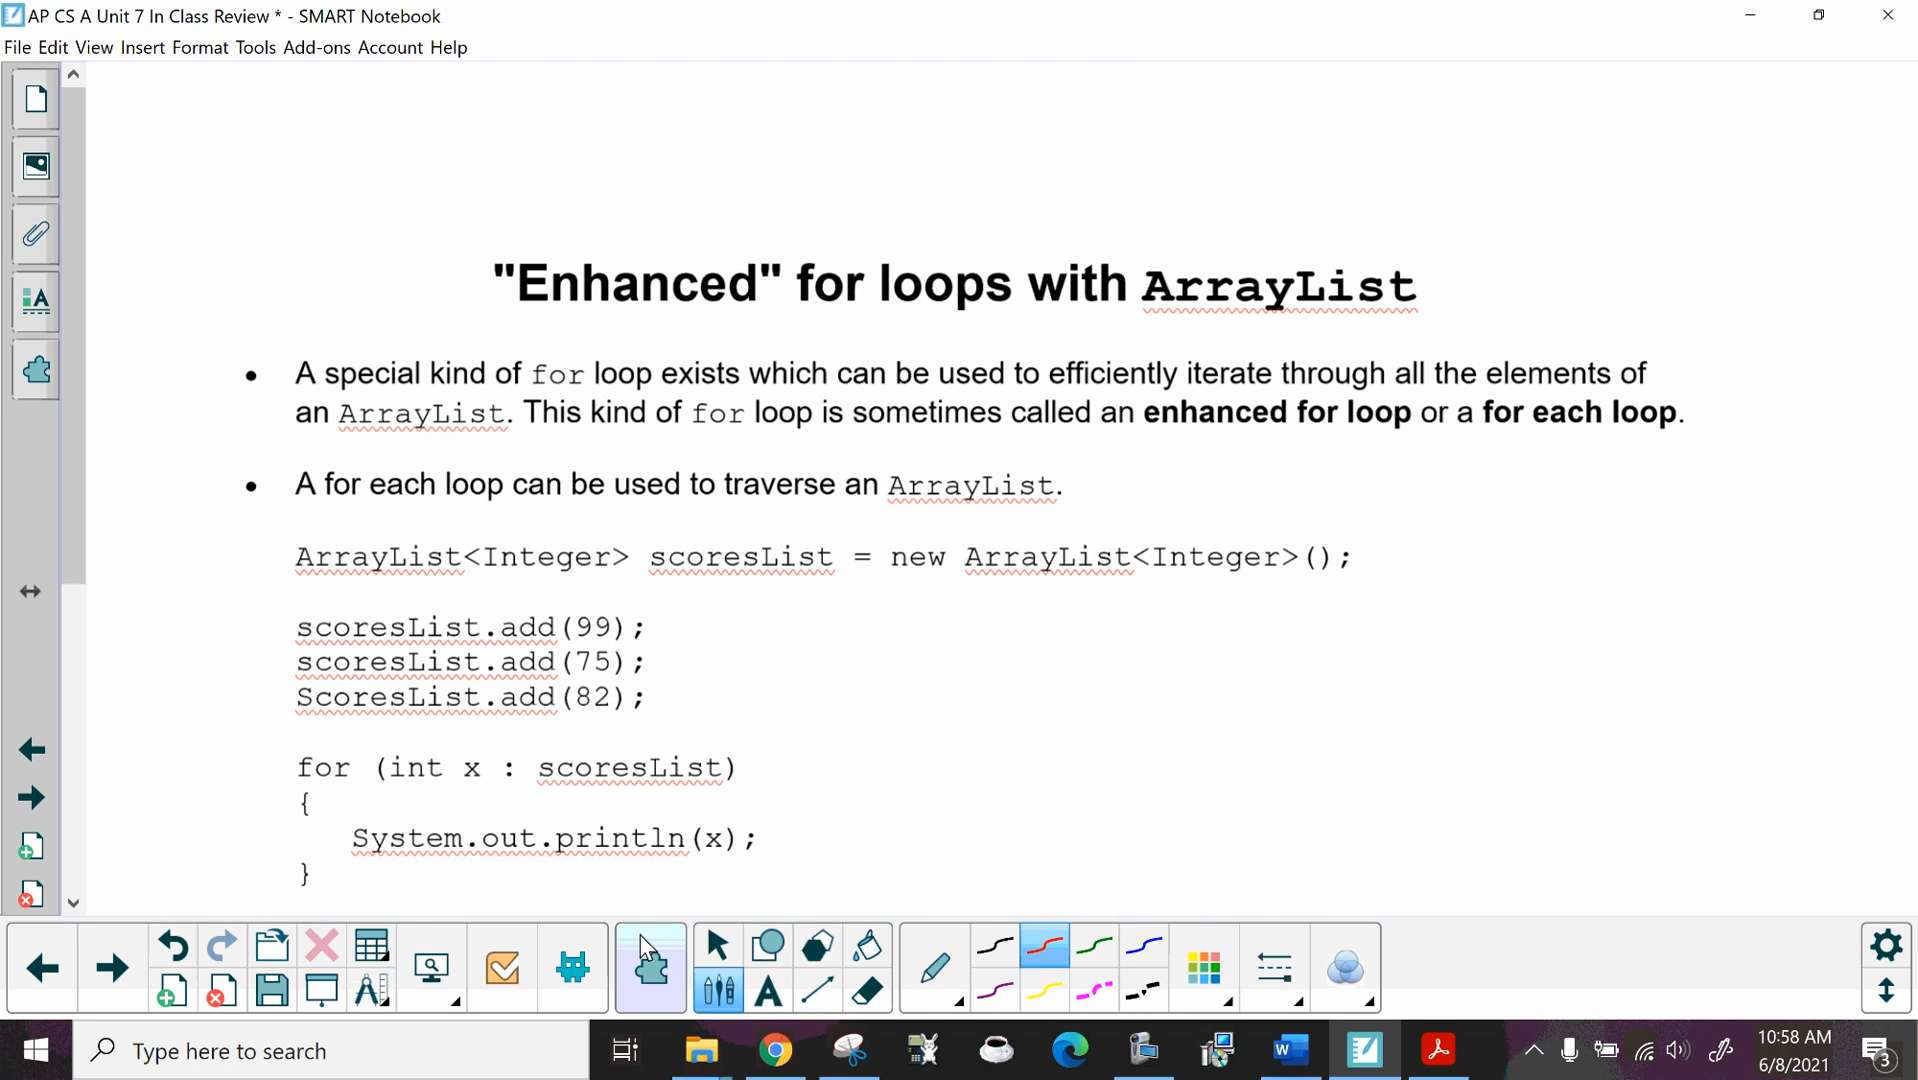 AP CS A Unit 7 In Class Review * - SMART Notebook
File Edit View Insert Format Tools Add-ons Account Help
"Enhanced" for loops with ArrayList
• A special kind of for loop exists which can be used to efficiently iterate through all the elements of
an ArrayList. This kind of for loop is sometimes called an enhanced for loop or a for each loop.
• A for each loop can be used to traverse an ArrayList.
ArrayList<Integer> scoresList = new ArrayList<Integer>();
scoresList.add(99);
scoresList.add(75);
ScoresList.add(82);
for (int x : scoresList)
{
System.out.println(x);
}
Type here to search
10:58 AM
6/8/2021
3